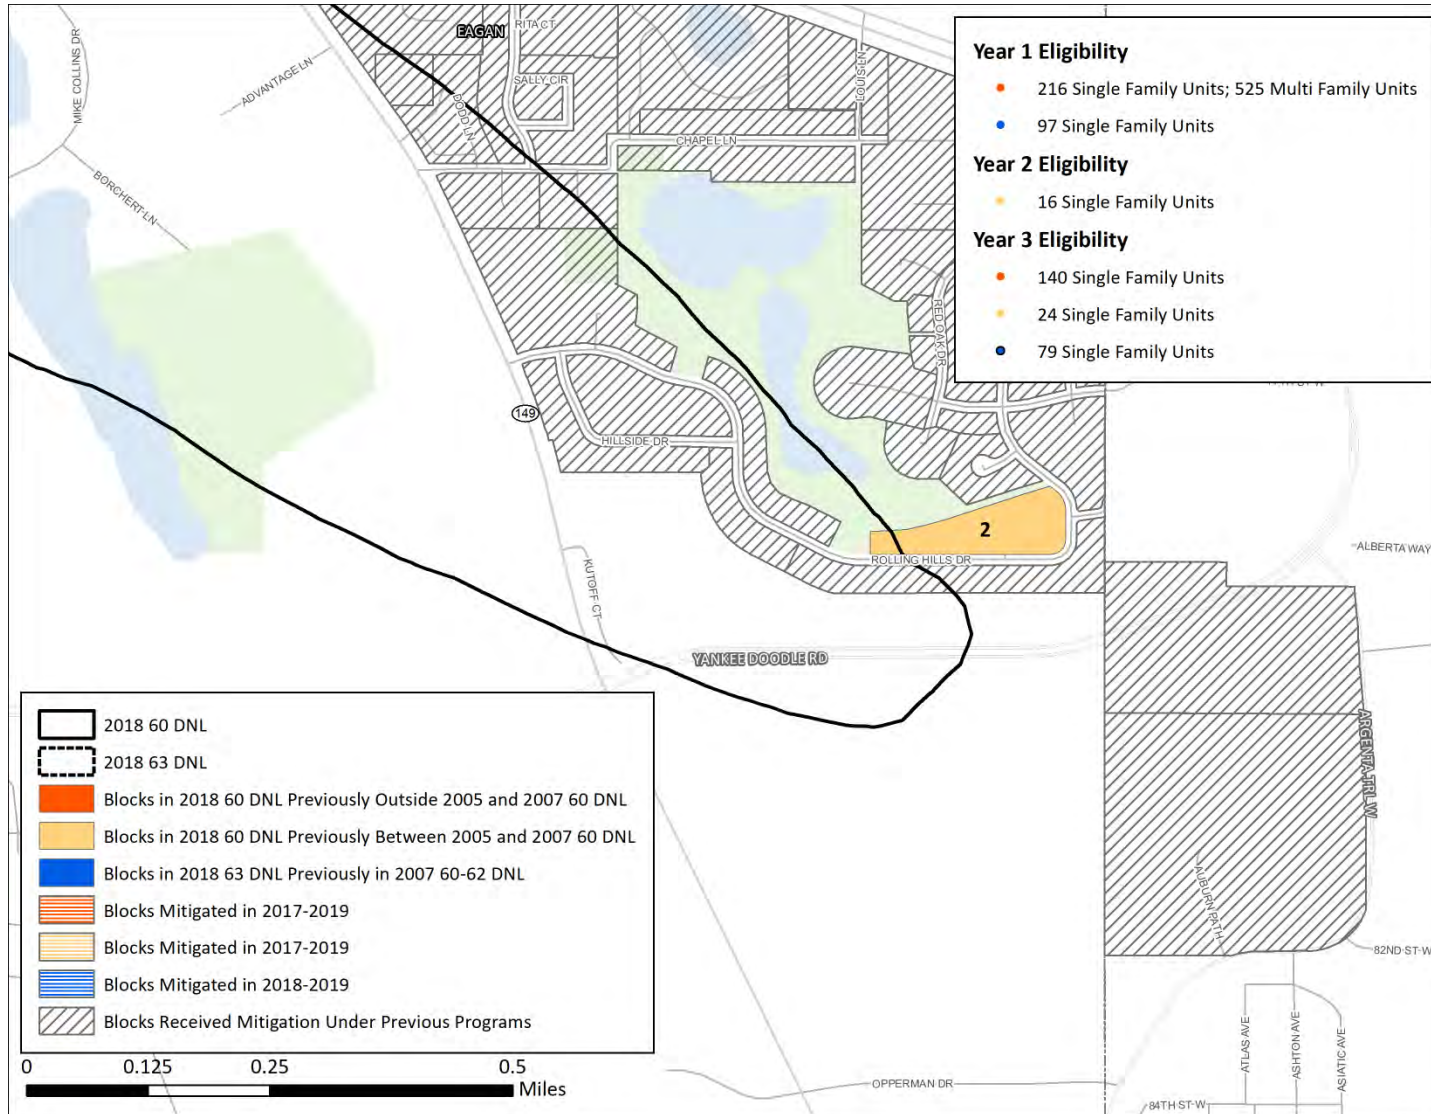 MIKE COLLINS DR
ADVANTAGE LN
BORCHERT LN
EAGAN
RITA CT
SALLY CIR
DODD LN
LOUIS LN
CHAPEL LN
RED OAK DR
149
HILLSIDE DR
2
ROLLING HILLS DR
KUTOFF CT
YANKEE DOODLE RD
ALBERTA WAY
ARGENTA TRL W
AUBURN PATH
82ND ST W
ATLAS AVE
ASHTON AVE
ASIATIC AVE
OPPERMAN DR
84TH ST W
Year 1 Eligibility
216 Single Family Units; 525 Multi Family Units
97 Single Family Units
Year 2 Eligibility
16 Single Family Units
Year 3 Eligibility
140 Single Family Units
24 Single Family Units
79 Single Family Units
2018 60 DNL
2018 63 DNL
Blocks in 2018 60 DNL Previously Outside 2005 and 2007 60 DNL
Blocks in 2018 60 DNL Previously Between 2005 and 2007 60 DNL
Blocks in 2018 63 DNL Previously in 2007 60-62 DNL
Blocks Mitigated in 2017-2019
Blocks Mitigated in 2017-2019
Blocks Mitigated in 2018-2019
Blocks Received Mitigation Under Previous Programs
0 0.125 0.25 0.5
Miles